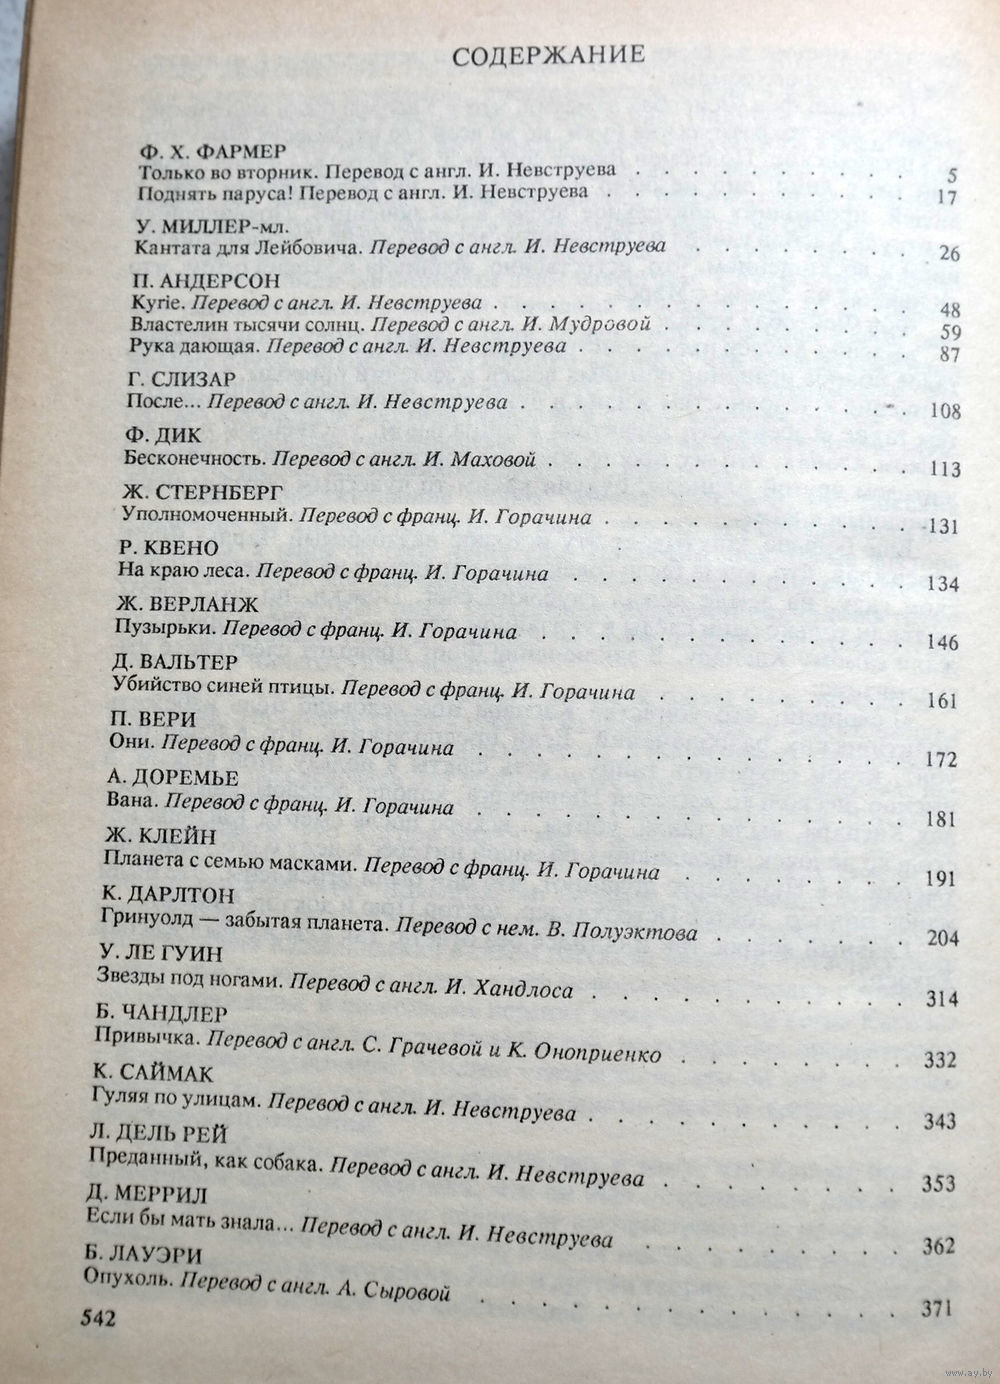 СОДЕРЖАНИЕ
Ф. Х. ФАРМЕР
Только во вторник. Перевод с англ. И. Невструева . . . . . . . . . . 5
Поднять паруса! Перевод с англ. И. Невструева . . . . . . . . . . . 17
У. МИЛЛЕР-мл.
Кантата для Лейбовича. Перевод с англ. И. Невструева . . . . . . . . 26
П. АНДЕРСОН
Kyrie. Перевод с англ. И. Невструева . . . . . . . . . . . . . . 48
Властелин тысячи солнц. Перевод с англ. И. Мудровой . . . . . . . . . 59
Рука дающая. Перевод с англ. И. Невструева . . . . . . . . . . . 87
Г. СЛИЗАР
После... Перевод с англ. И. Невструева . . . . . . . . . . . . . 108
Ф. ДИК
Бесконечность. Перевод с англ. И. Маховой . . . . . . . . . . . . 113
Ж. СТЕРНБЕРГ
Уполномоченный. Перевод с франц. И. Горачина . . . . . . . . . . 131
Р. КВЕНО
На краю леса. Перевод с франц. И. Горачина . . . . . . . . . . . 134
Ж. ВЕРЛАНЖ
Пузырьки. Перевод с франц. И. Горачина . . . . . . . . . . . . 146
Д. ВАЛЬТЕР
Убийство синей птицы. Перевод с франц. И. Горачина . . . . . . . . 161
П. ВЕРИ
Они. Перевод с франц. И. Горачина . . . . . . . . . . . . . . 172
А. ДОРЕМЬЕ
Вана. Перевод с франц. И. Горачина . . . . . . . . . . . . . . 181
Ж. КЛЕЙН
Планета с семью масками. Перевод с франц. И. Горачина . . . . . . . . 191
К. ДАРЛТОН
Гринуолд — забытая планета. Перевод с нем. В. Полуэктова . . . . . . . 204
У. ЛЕ ГУИН
Звезды под ногами. Перевод с англ. И. Хандлоса . . . . . . . . . . 314
Б. ЧАНДЛЕР
Привычка. Перевод с англ. С. Грачевой и К. Оноприенко . . . . . . . . 332
К. САЙМАК
Гуляя по улицам. Перевод с англ. И. Невструева . . . . . . . . . . 343
Л. ДЕЛЬ РЕЙ
Преданный, как собака. Перевод с англ. И. Невструева . . . . . . . . 353
Д. МЕРРИЛ
Если бы мать знала... Перевод с англ. И. Невструева . . . . . . . . . 362
Б. ЛАУЭРИ
Опухоль. Перевод с англ. А. Сыровой . . . . . . . . . . . . . . 371
542
www.ay.by